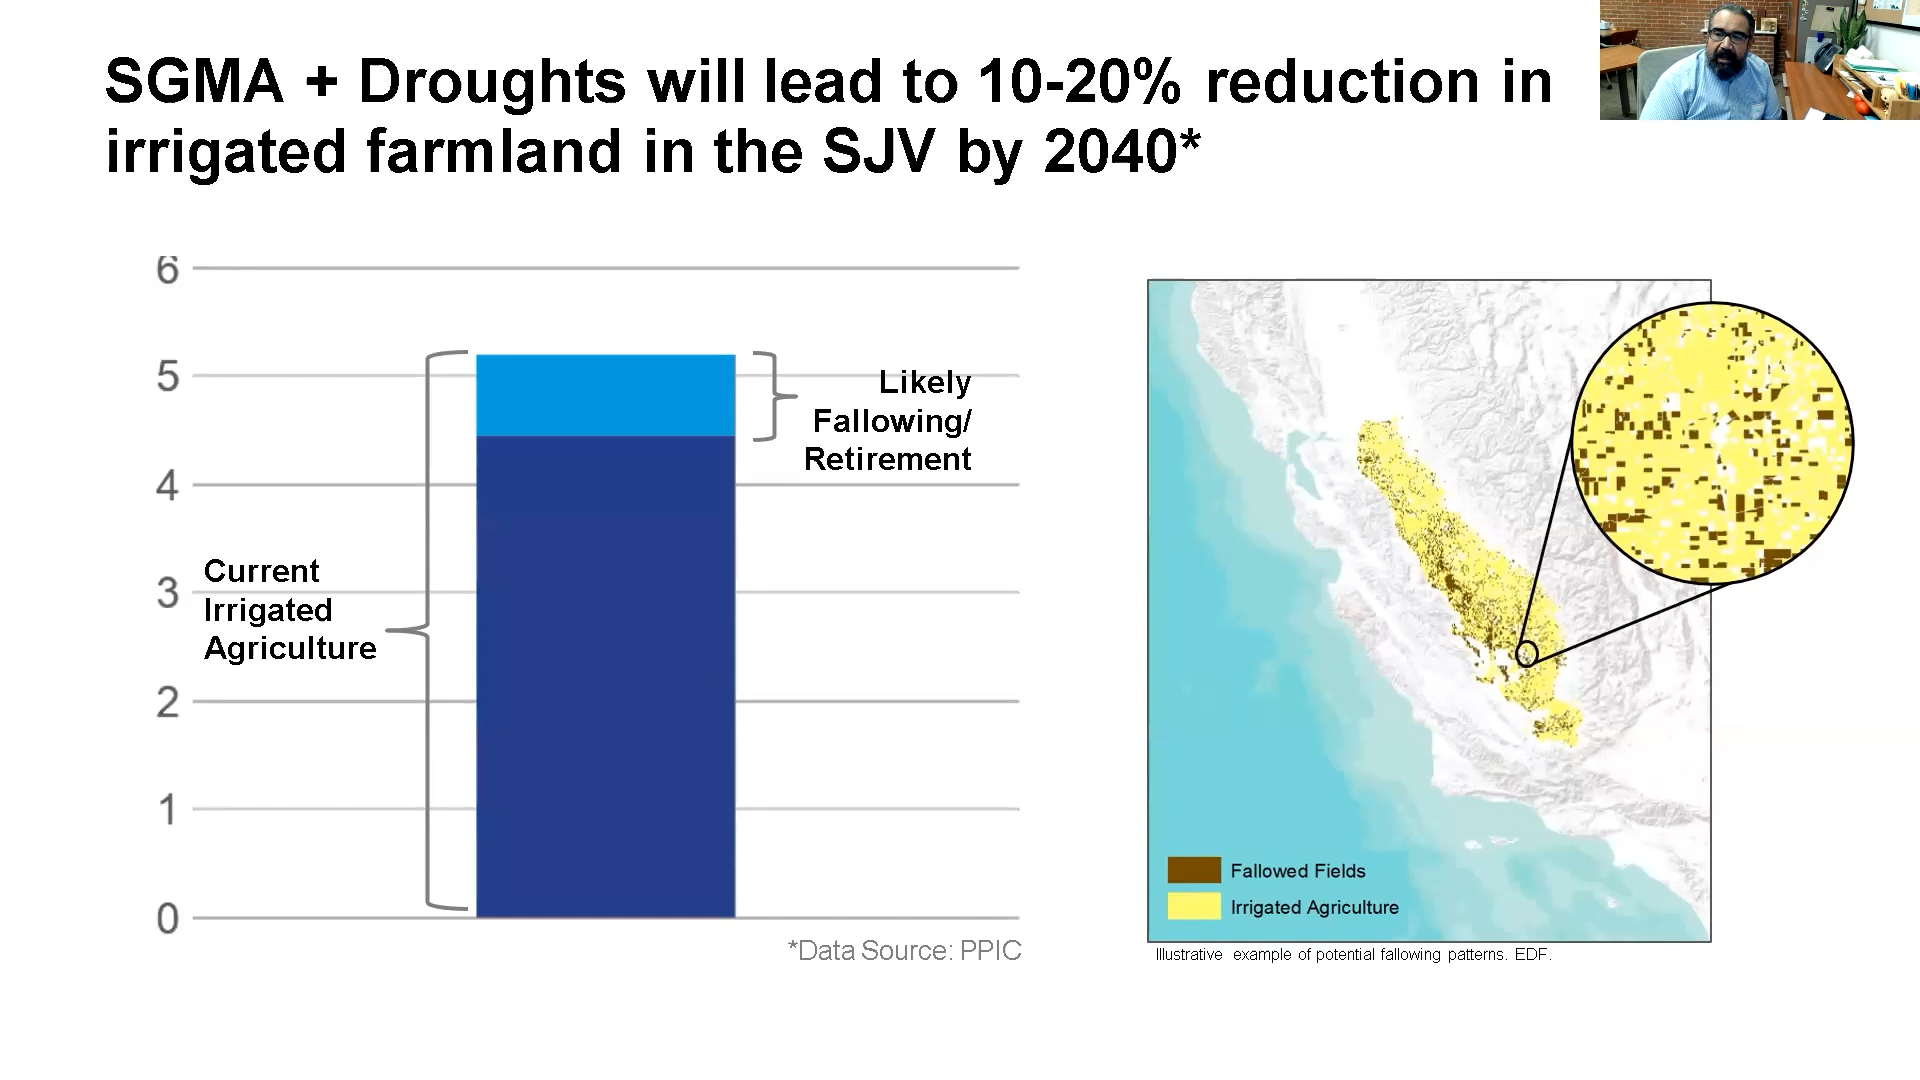 SGMA + Droughts will lead to 10-20% reduction in
irrigated farmland in the SJV by 2040*
6
5
4
3
2
1
0
Likely
Fallowing/
Retirement
Current
Irrigated
Agriculture
*Data Source: PPIC
Fallowed Fields
Irrigated Agriculture
Illustrative example of potential fallowing patterns. EDF.